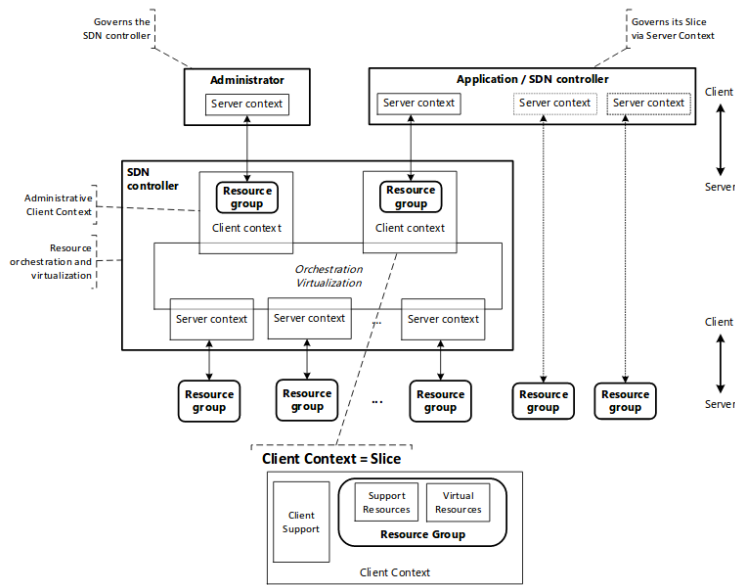 Governs the
SDN controller
Governs its Slice
via Server Context
Administrator
Server context
Application / SDN controller
Server context
Server context
Server context
Client
Server
SDN
controller
Resource
group
Client context
Resource
group
Client context
Administrative
Client Context
Resource
orchestration and
virtualization
Orchestration
Virtualization
Server context
Server context
...
Server context
Client
Server
Resource
group
Resource
group
...
Resource
group
Resource
group
Resource
group
Client Context = Slice
Client
Support
Support
Resources
Virtual
Resources
Resource Group
Client Context